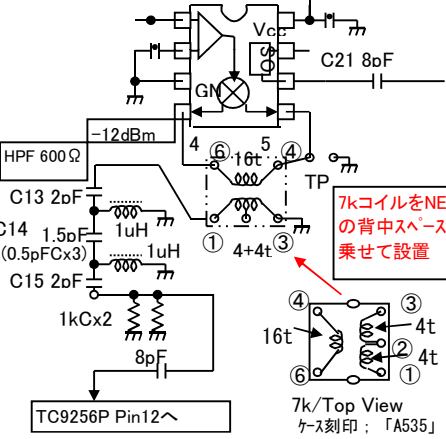 Vcc
OSC
C21 8pF
GN
-12dBm
4
5
HPF 600Ω
⑥
16t
④
TP
C13 2pF
1uH
C14
1.5pF
(0.5pFCx3)
1uH
C15 2pF
①
4+4t
③
7kコイルをNE
の背中スペース
乗せて設置
1kCx2
8pF
④
③
16t
4t
②
4t
⑥
①
7k/Top View
ケース刻印；「A535」
TC9256P Pin12へ